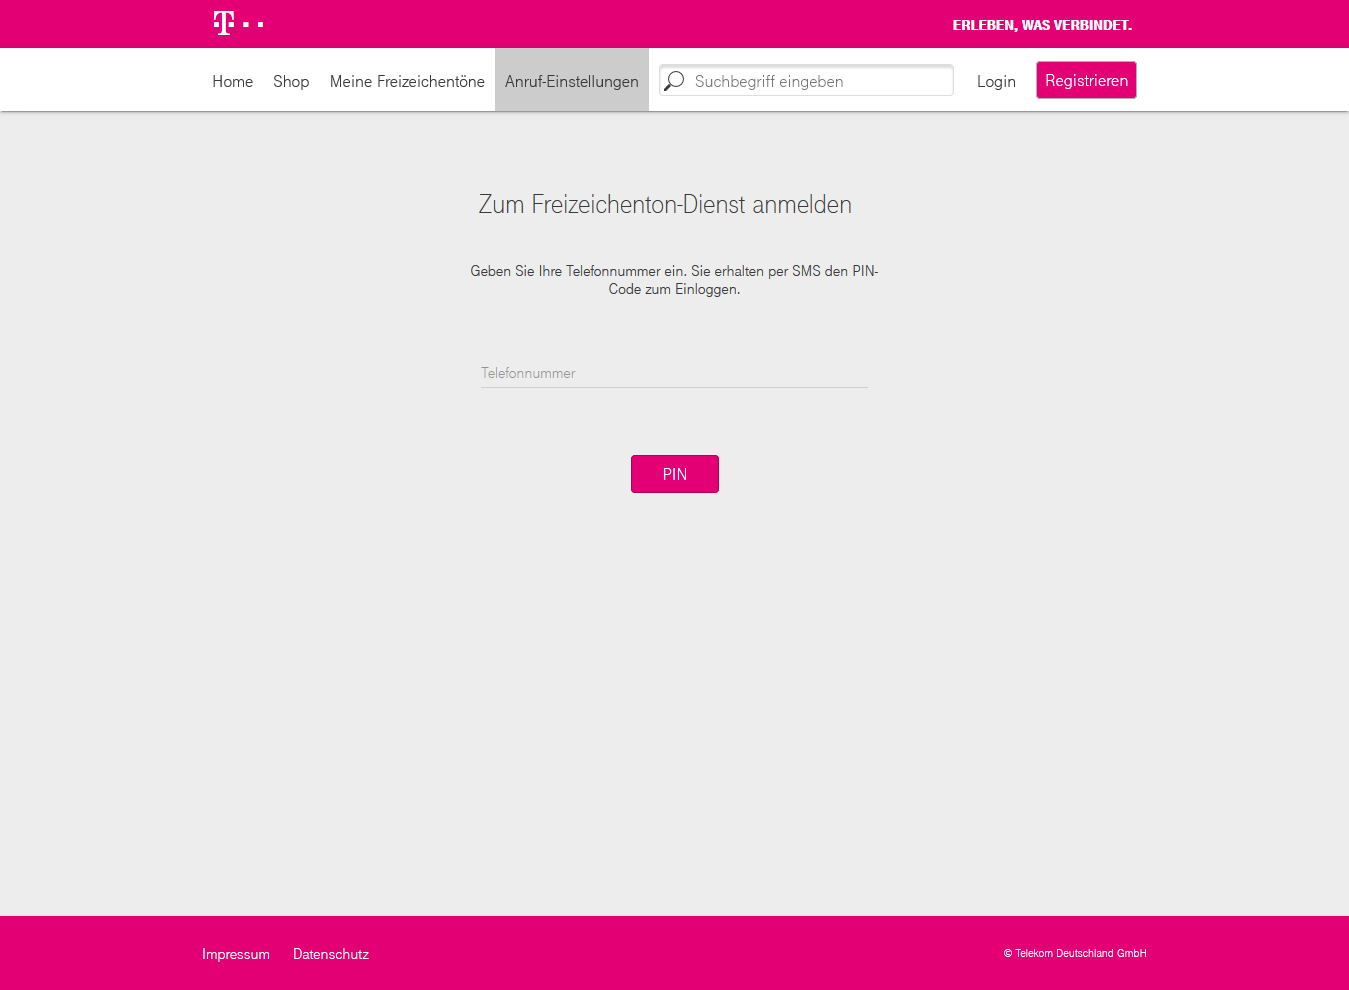 T
ERLEBEN, WAS VERBINDET.
Home Shop Meine Freizeichentöne Anruf-Einstellungen Suchbegriff eingeben Login Registrieren
Zum Freizeichenton-Dienst anmelden
Geben Sie Ihre Telefonnummer ein. Sie erhalten per SMS den PIN-
Code zum Einloggen.
Telefonnummer
PIN
Impressum Datenschutz © Telekom Deutschland GmbH